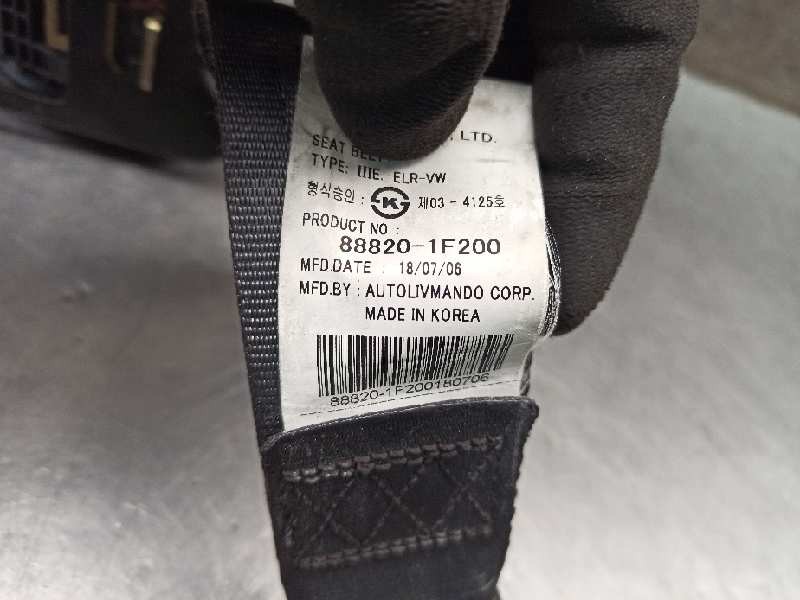 LTD.
SEAT BELT
TYPE: IIIE. ELR-VW
형식승인 : K 제03 - 4125호
PRODUCT NO :
88820-1F200
MFD.DATE : 18/07/06
MFD.BY : AUTOLIVMANDO CORP.
MADE IN KOREA
88820-1F200180706